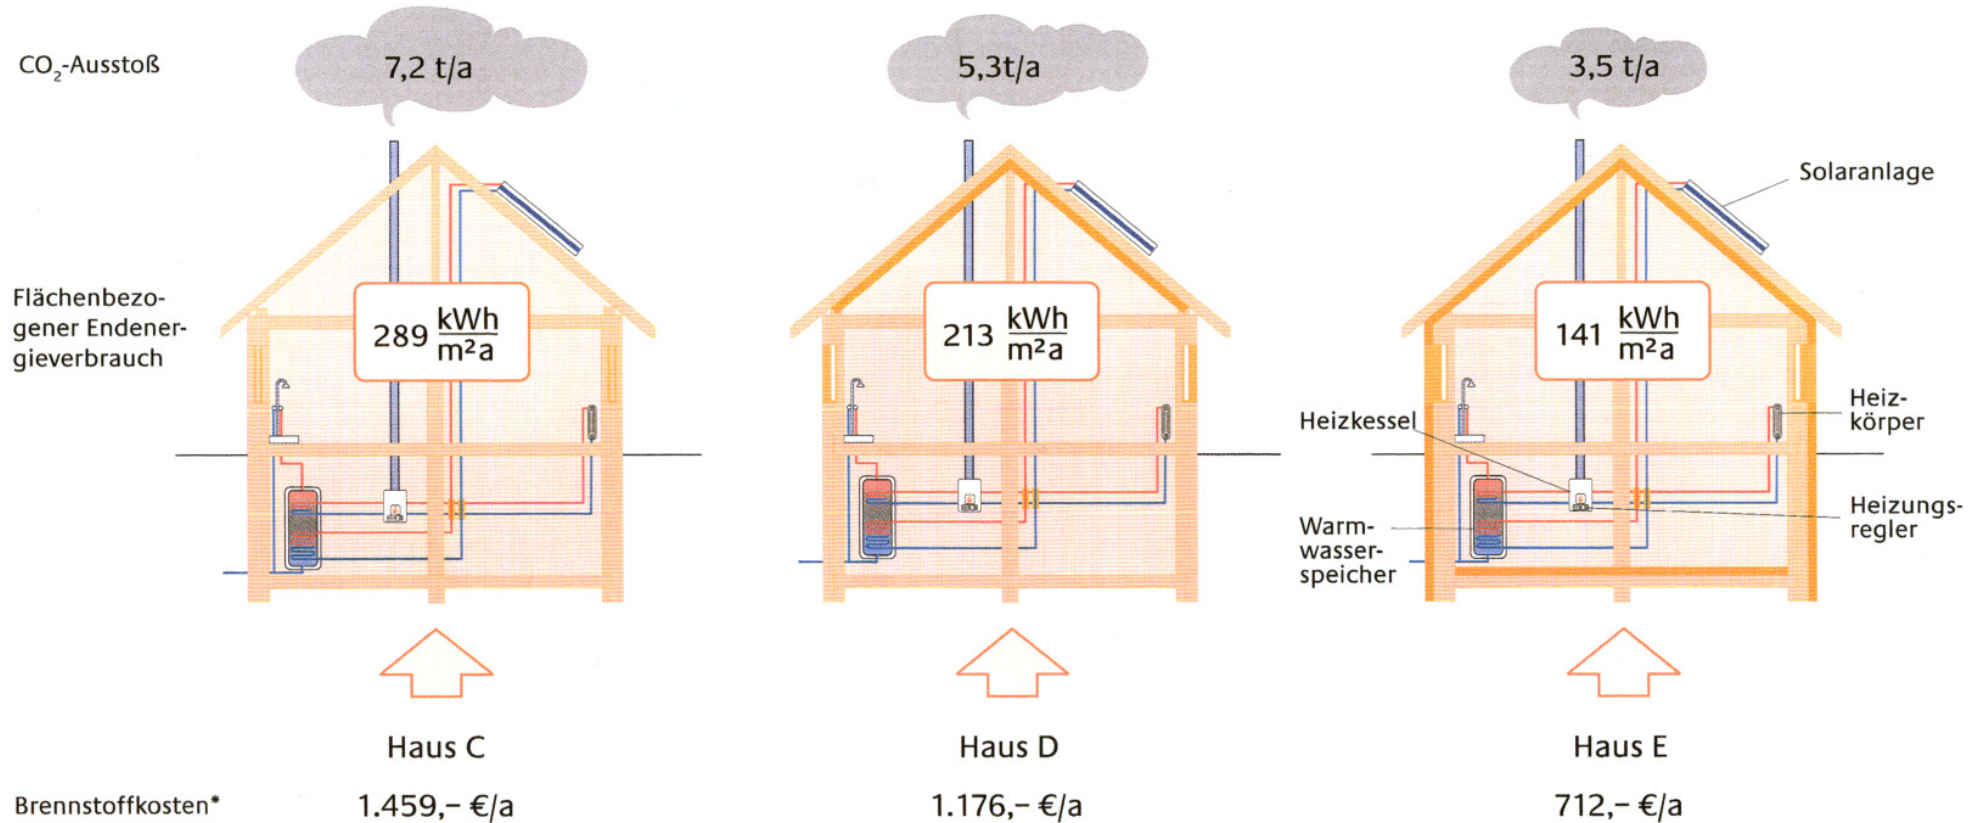 CO₂-Ausstoß
7,2 t/a
5,3t/a
3,5 t/a
Solaranlage
Flächenbezo-
gener Endener-
gieverbrauch
289 kWh/m²a
213 kWh/m²a
141 kWh/m²a
Heizkessel
Heiz-
körper
Warm-
wasser-
speicher
Heizungs-
regler
Haus C
Haus D
Haus E
Brennstoffkosten*
1.459,– €/a
1.176,– €/a
712,– €/a